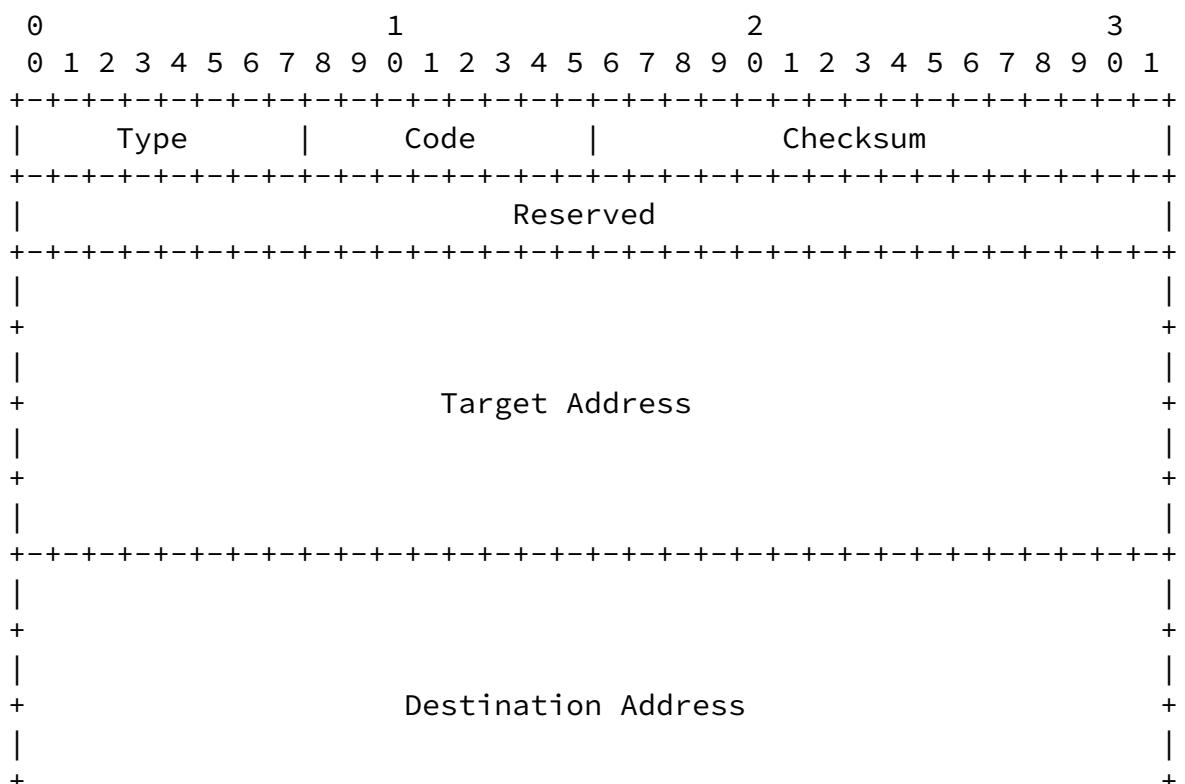 0                   1                   2                   3
 0 1 2 3 4 5 6 7 8 9 0 1 2 3 4 5 6 7 8 9 0 1 2 3 4 5 6 7 8 9 0 1
+-+-+-+-+-+-+-+-+-+-+-+-+-+-+-+-+-+-+-+-+-+-+-+-+-+-+-+-+-+-+-+-+
|     Type      |     Code      |          Checksum             |
+-+-+-+-+-+-+-+-+-+-+-+-+-+-+-+-+-+-+-+-+-+-+-+-+-+-+-+-+-+-+-+-+
|                           Reserved                            |
+-+-+-+-+-+-+-+-+-+-+-+-+-+-+-+-+-+-+-+-+-+-+-+-+-+-+-+-+-+-+-+-+
|                                                               |
+                                                               +
|                                                               |
+                       Target Address                          +
|                                                               |
+                                                               +
|                                                               |
+-+-+-+-+-+-+-+-+-+-+-+-+-+-+-+-+-+-+-+-+-+-+-+-+-+-+-+-+-+-+-+-+
|                                                               |
+                                                               +
|                                                               |
+                     Destination Address                       +
|                                                               |
+                                                               +